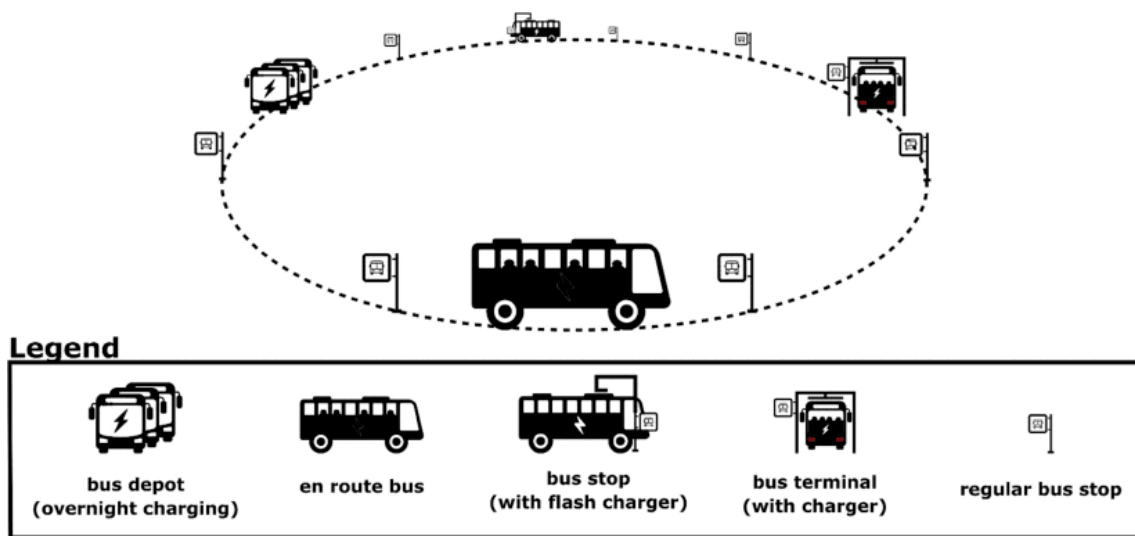 Legend
bus depot
(overnight charging)
en route bus
bus stop
(with flash charger)
bus terminal
(with charger)
regular bus stop